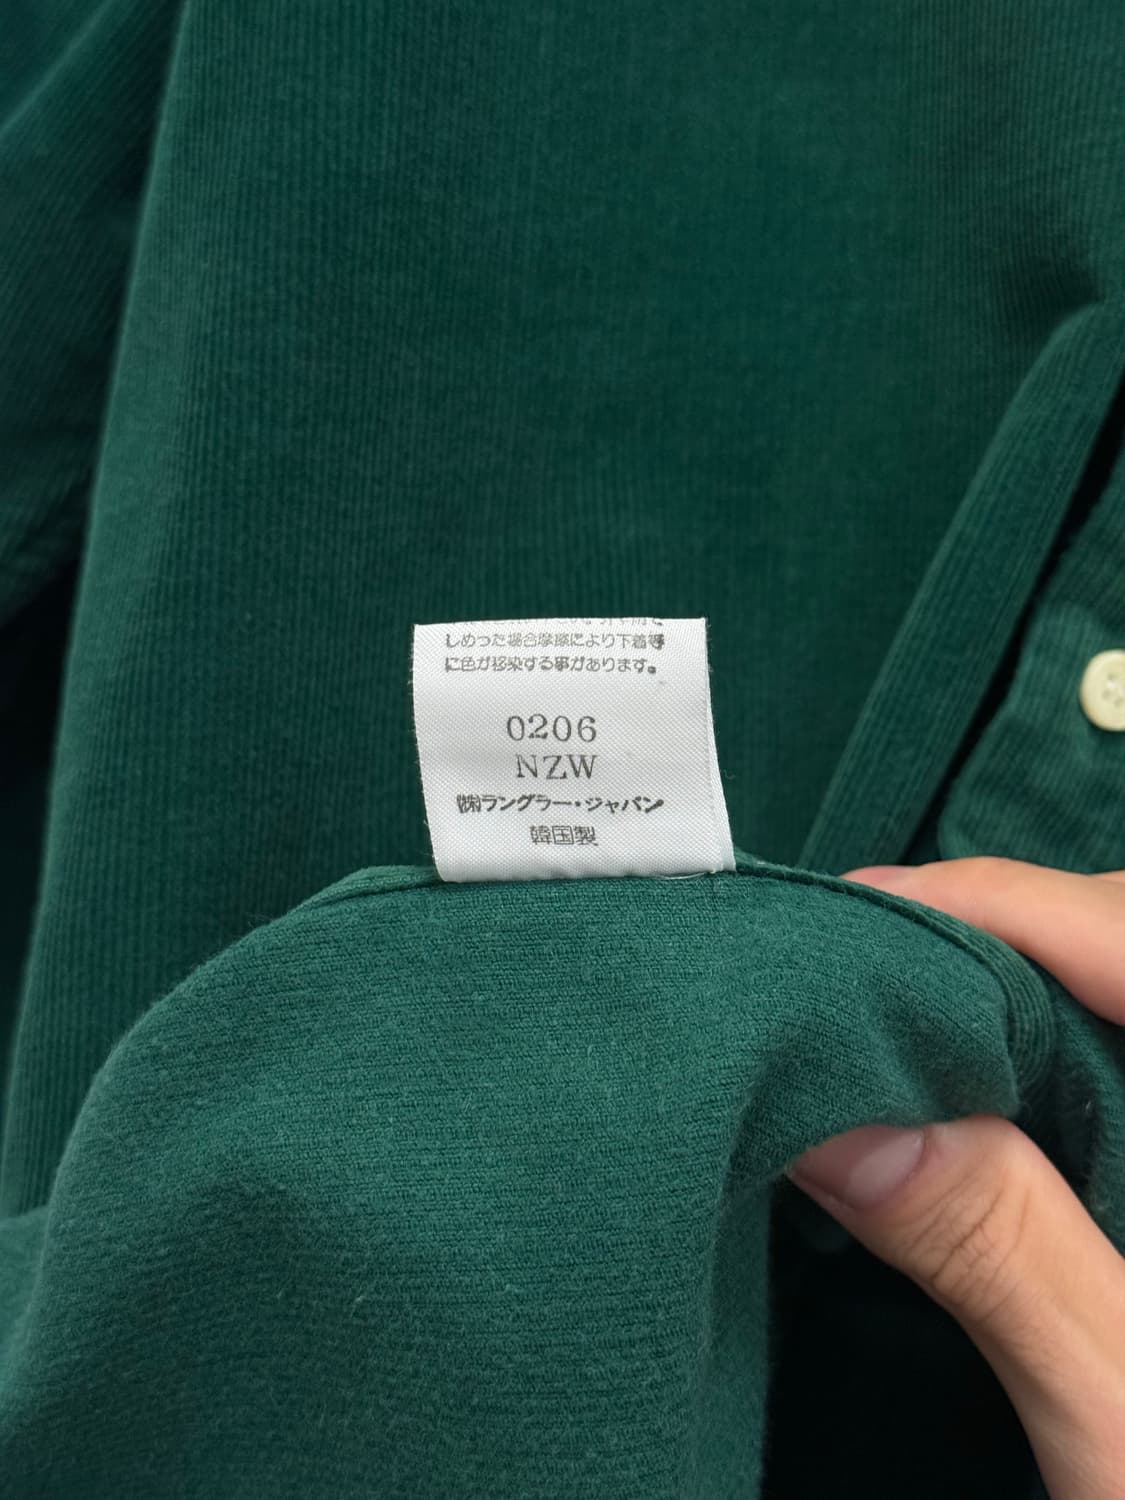 しめった場合摩擦により下着等
に色が移染する事があります。
0206
NZW
㈱ラングラー・ジャパン
韓国製